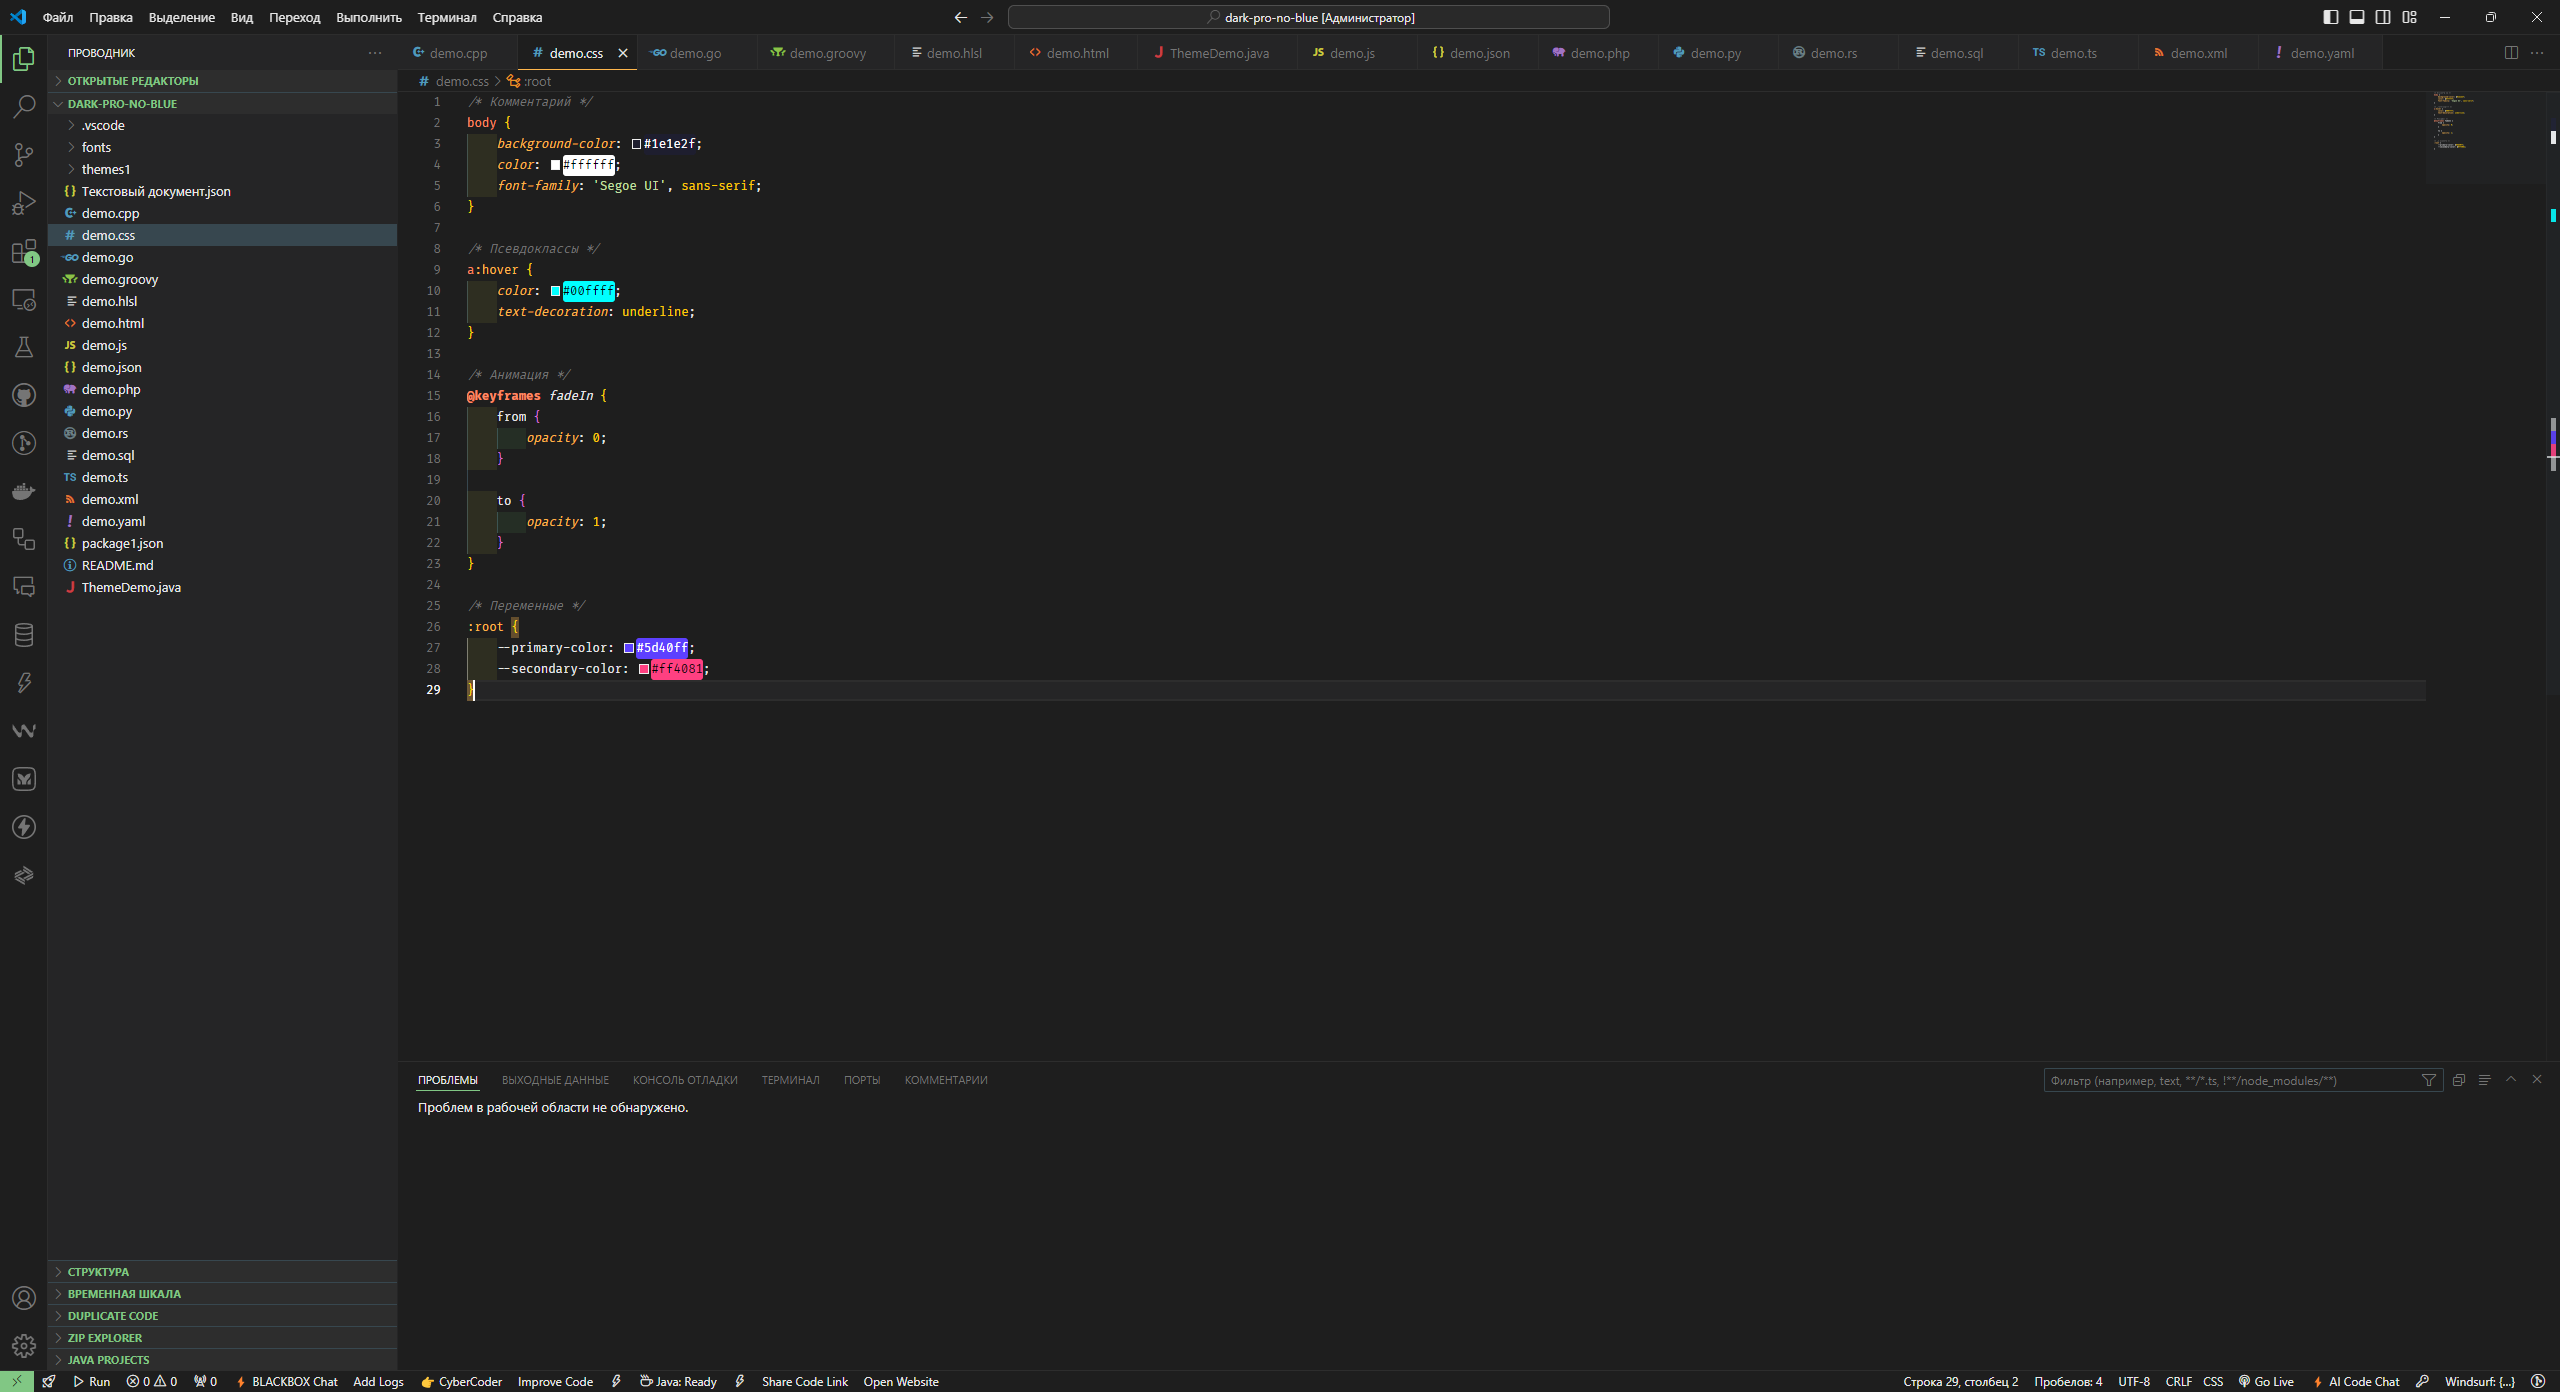 Файл Правка Выделение Вид Переход Выполнить Терминал Справка
dark-pro-no-blue [Администратор]
ПРОВОДНИК
ОТКРЫТЫЕ РЕДАКТОРЫ
DARK-PRO-NO-BLUE
.vscode
fonts
themes1
Текстовый документ.json
demo.cpp
demo.css
demo.go
demo.groovy
demo.hlsl
demo.html
demo.js
demo.json
demo.php
demo.py
demo.rs
demo.sql
demo.ts
demo.xml
demo.yaml
package1.json
README.md
ThemeDemo.java
1
СТРУКТУРА
ВРЕМЕННАЯ ШКАЛА
DUPLICATE CODE
ZIP EXPLORER
JAVA PROJECTS
demo.cpp demo.css demo.go demo.groovy demo.hlsl demo.html ThemeDemo.java demo.js demo.json demo.php demo.py demo.rs demo.sql demo.ts demo.xml demo.yaml
demo.css :root
1 /* Комментарий */
2 body {
3 background-color: #1e1e2f;
4 color: #ffffff;
5 font-family: 'Segoe UI', sans-serif;
6 }
7
8 /* Псевдоклассы */
9 a:hover {
10 color: #00ffff;
11 text-decoration: underline;
12 }
13
14 /* Анимация */
15 @keyframes fadeIn {
16 from {
17 opacity: 0;
18 }
19
20 to {
21 opacity: 1;
22 }
23 }
24
25 /* Переменные */
26 :root {
27 --primary-color: #5d40ff;
28 --secondary-color: #ff4081;
29 }
ПРОБЛЕМЫ ВЫХОДНЫЕ ДАННЫЕ КОНСОЛЬ ОТЛАДКИ ТЕРМИНАЛ ПОРТЫ КОММЕНТАРИИ
Фильтр (например, text, **/*.ts, !**/node_modules/**)
Проблем в рабочей области не обнаружено.
Run 0 0 0 BLACKBOX Chat Add Logs CyberCoder Improve Code Java: Ready Share Code Link Open Website
Строка 29, столбец 2 Пробелов: 4 UTF-8 CRLF CSS Go Live AI Code Chat Windsurf: {...}